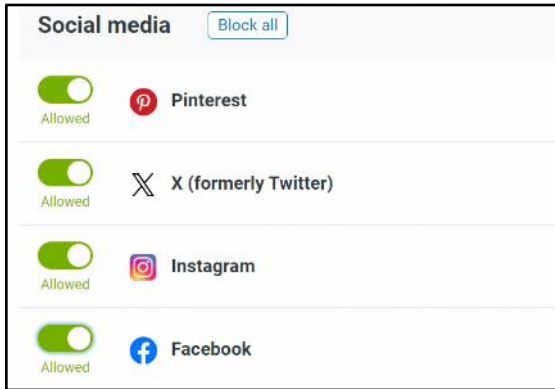 Social media
Block all
Allowed
Pinterest
Allowed
X (formerly Twitter)
Allowed
Instagram
Allowed
Facebook